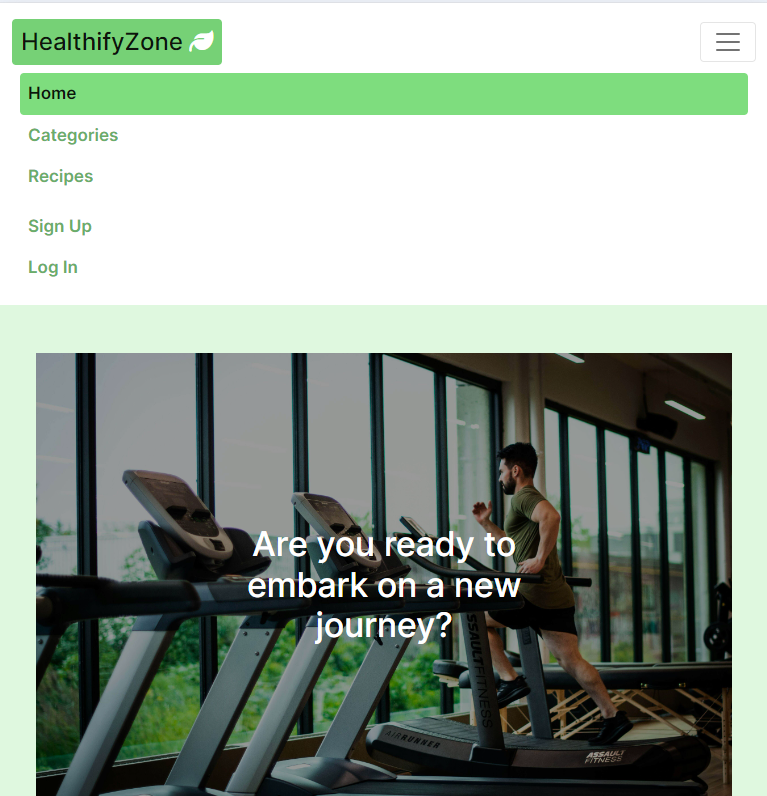 HealthifyZone
Home
Categories
Recipes
Sign Up
Log In
Are you ready to
embark on a new
journey?
ASSAULT FITNESS
AIRRUNNER
ASSAULT
FITNESS